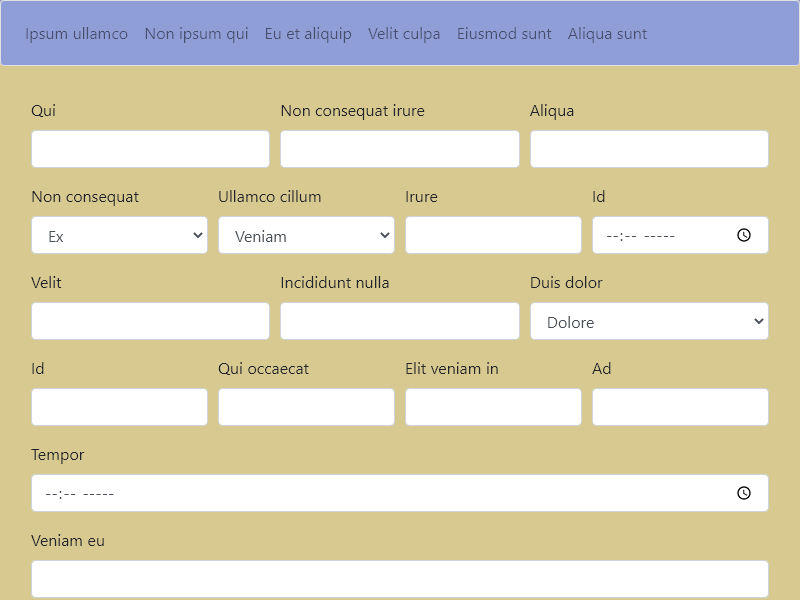 Ipsum ullamco Non ipsum qui Eu et aliquip Velit culpa Eiusmod sunt Aliqua sunt
Qui Non consequat irure Aliqua
Non consequat Ullamco cillum Irure Id
Ex Veniam --:-- -----
Velit Incididunt nulla Duis dolor
Dolore
Id Qui occaecat Elit veniam in Ad
Tempor
--:-- -----
Veniam eu